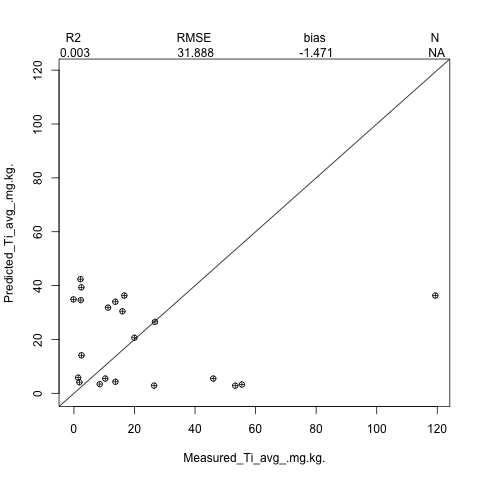 R2 RMSE bias N
0.003 31.888 -1.471 NA
120
100
80
60
40
20
0
Predicted_Ti_avg_.mg.kg.
0 20 40 60 80 100 120
Measured_Ti_avg_.mg.kg.